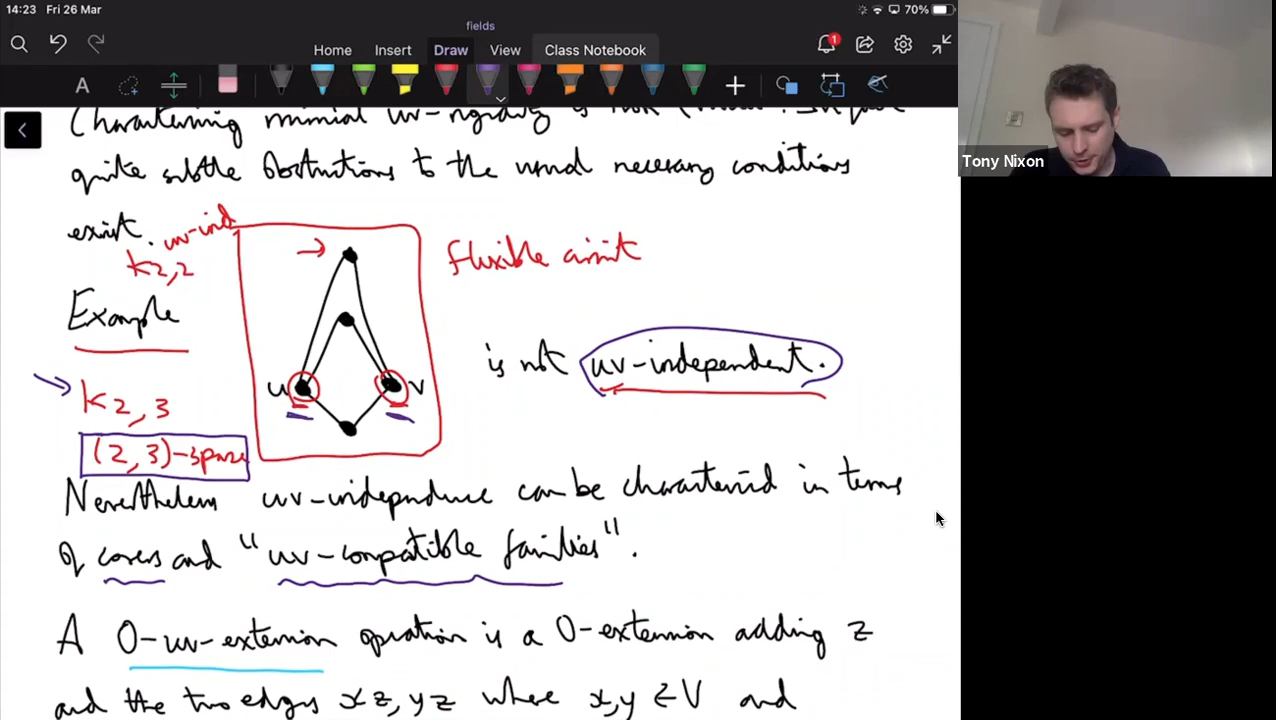 14:23 Fri 26 Mar
70%
fields
Home Insert Draw View Class Notebook
1
A
Tony Nixon
minimal uv-rigidity is
quite subtle obstructions to the usual necessary conditions
exist.
uv-ind
K2,2
flexible circuit
Example
u
v
is not uv-independent.
K2,3
(2,3)-sparse
Nevertheless uv-independence can be characterised in terms
of covers and "uv-compatible families".
A 0-uv-extension operation is a 0-extension adding z
and the two edges xz, yz where x,y ∈ V and